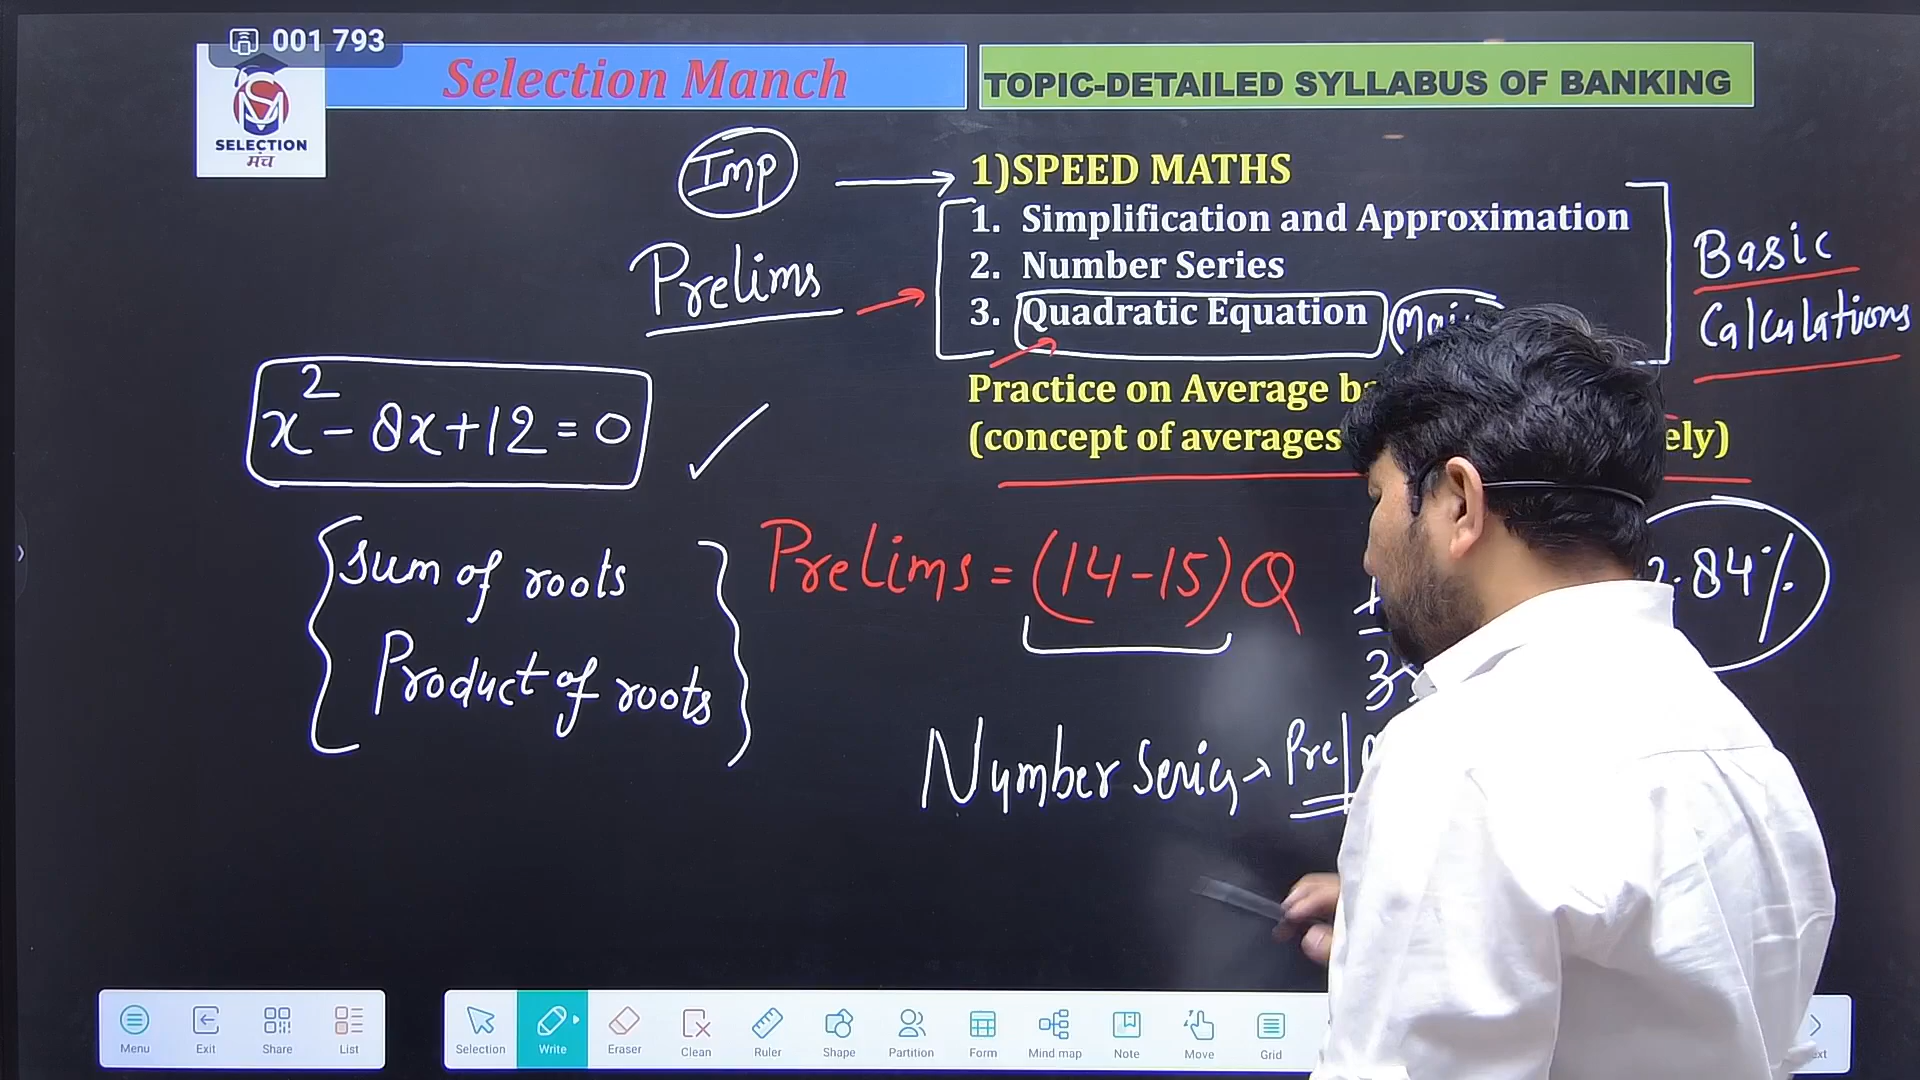 001 793
Selection Manch
TOPIC-DETAILED SYLLABUS OF BANKING
SELECTION
मंच
Imp
1)SPEED MATHS
1. Simplification and Approximation
2. Number Series
3. Quadratic Equation
Prelims
Basic
Calculations
Practice on Average
(concept of averages
x² - 8x + 12 = 0
sum of roots
Product of roots
Prelims = (14-15) Q
.84%
Number Series → Pre
Menu
Exit
Share
List
Selection
Write
Eraser
Clean
Ruler
Shape
Partition
Form
Mind map
Note
Move
Grid